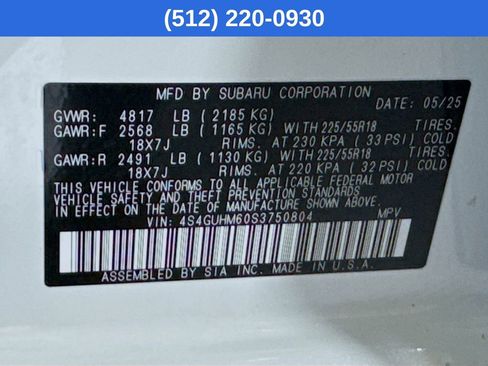 (512) 220-0930
MFD BY SUBARU CORPORATION
DATE: 05/25
GVWR: 4817 LB (2185 KG)
GAWR:F 2568 LB (1165 KG) WITH 225/55R18 TIRES.
18X7J RIMS. AT 230 KPA (33 PSI) COLD
GAWR:R 2491 LB (1130 KG) WITH 225/55R18 TIRES.
18X7J RIMS. AT 220 KPA (32 PSI) COLD
THIS VEHICLE CONFORMS TO ALL APPLICABLE FEDERAL MOTOR
VEHICLE SAFETY AND THEFT PREVENTION STANDARDS
IN EFFECT ON THE DATE OF MANUFACTURE SHOWN ABOVE.
VIN: 4S4GUHM60S3750804 MPV
ASSEMBLED BY SIA INC. MADE IN U.S.A.